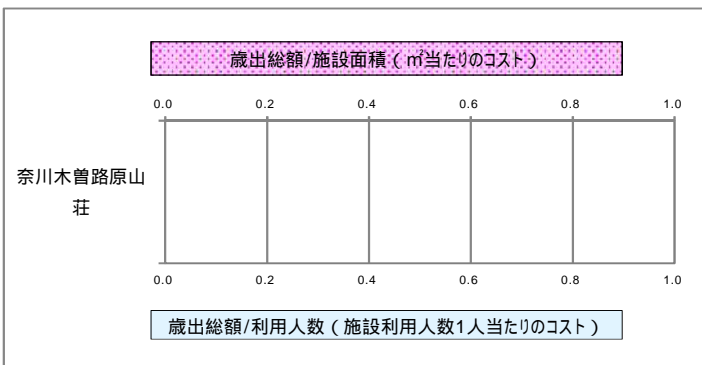 歳出総額/施設面積(㎡当たりのコスト)
0.0 0.2 0.4 0.6 0.8 1.0
奈川木曽路原山
荘
0.0 0.2 0.4 0.6 0.8 1.0
歳出総額/利用人数(施設利用人数1人当たりのコスト)